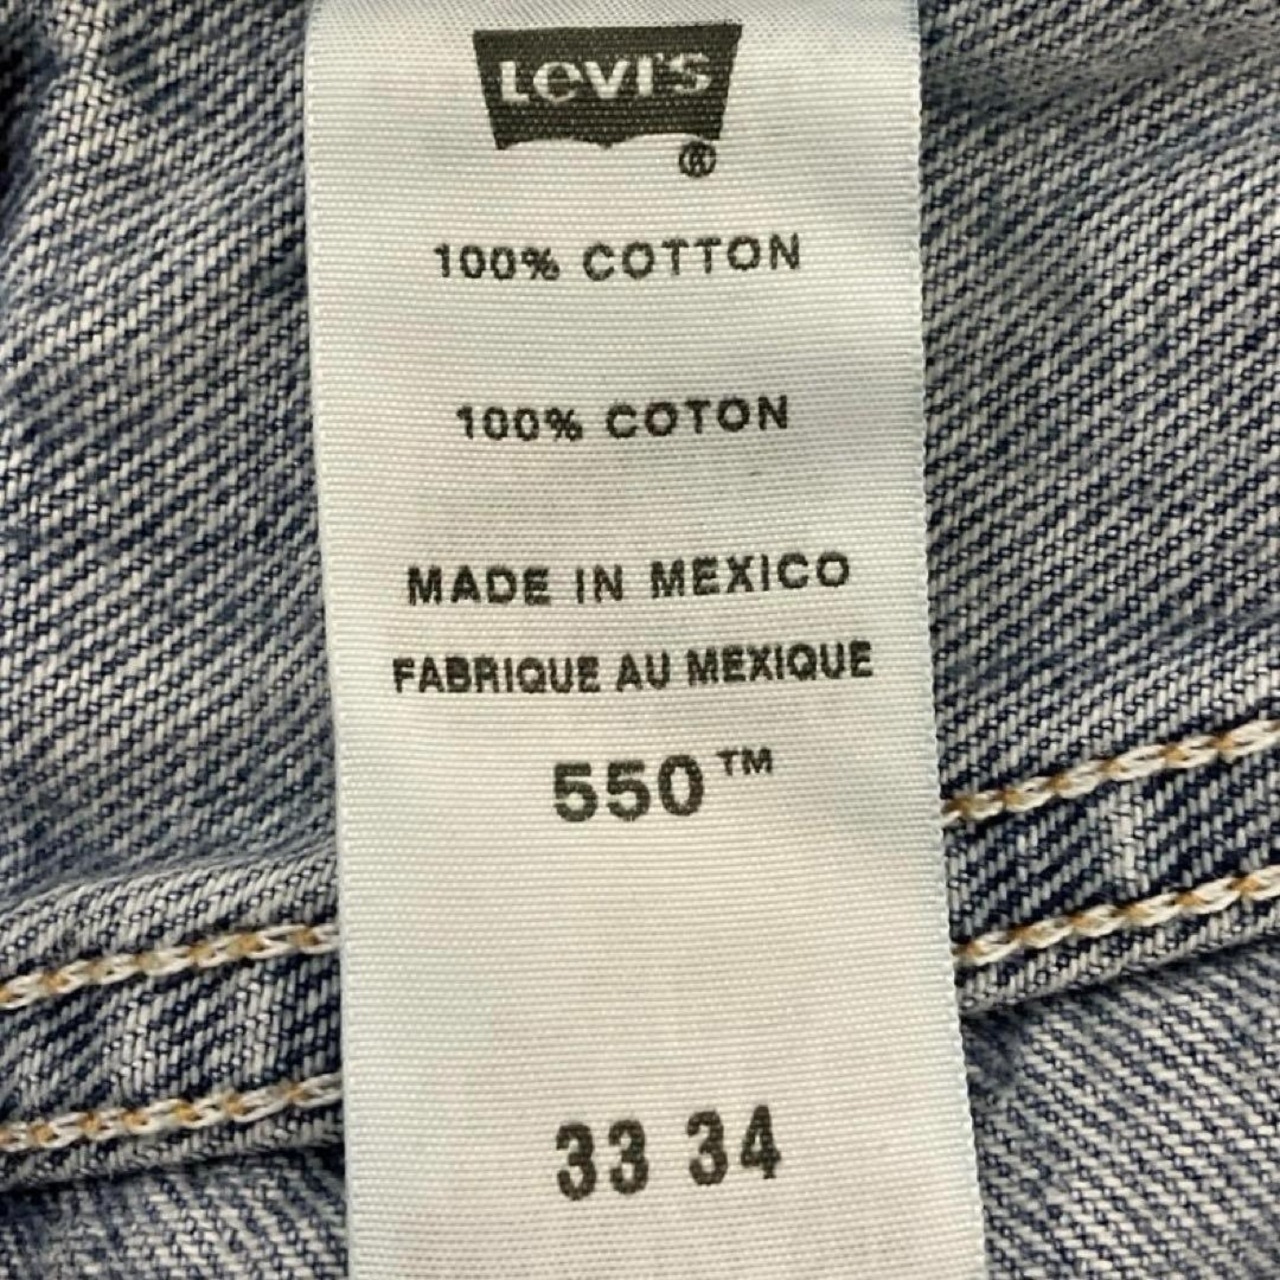 LEVI'S
®
100% COTTON
100% COTON
MADE IN MEXICO
FABRIQUE AU MEXIQUE
550™
33 34